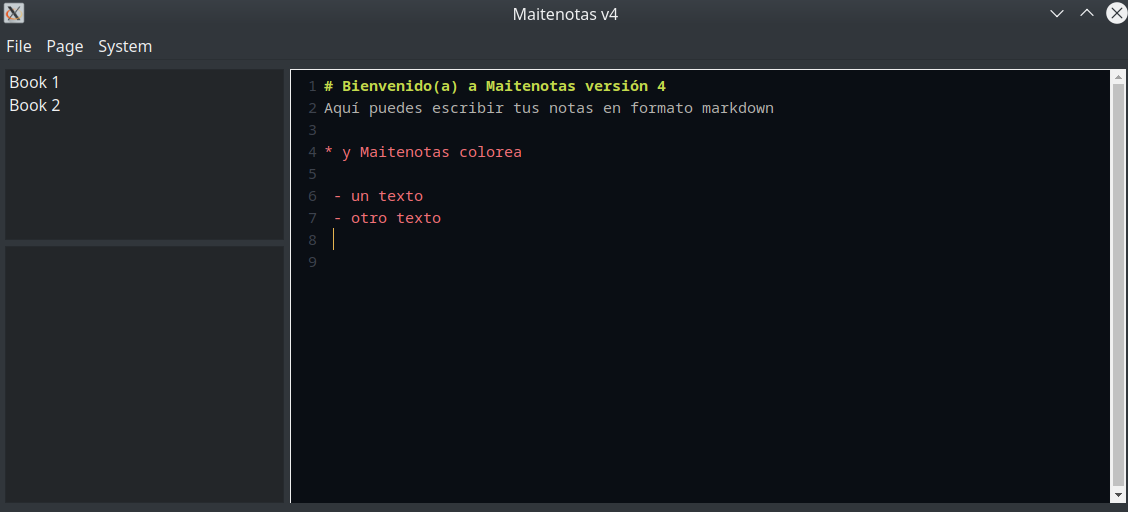 Maitenotas v4
File Page System
Book 1
Book 2
1 # Bienvenido(a) a Maitenotas versión 4
2 Aquí puedes escribir tus notas en formato markdown
3
4 * y Maitenotas colorea
5
6 - un texto
7 - otro texto
8
9